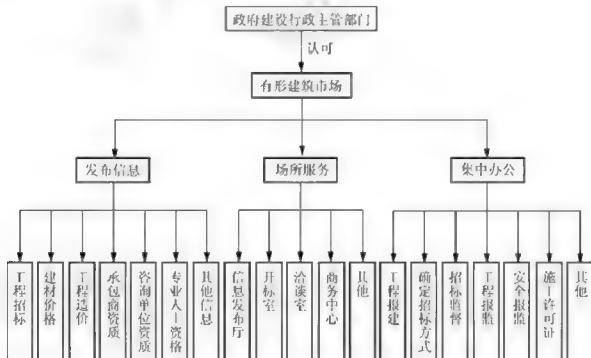 政府建设行政主管部门
认可
有形建筑市场
发布信息
场所服务
集中办公
工程招标
建材价格
工程造价
承包商资质
咨询单位资质
专业人士资格
其他信息
信息发布厅
开标室
洽谈室
商务中心
其他
工程报建
确定招标方式
招标监督
工程报监
安全报监
施工许可证
其他